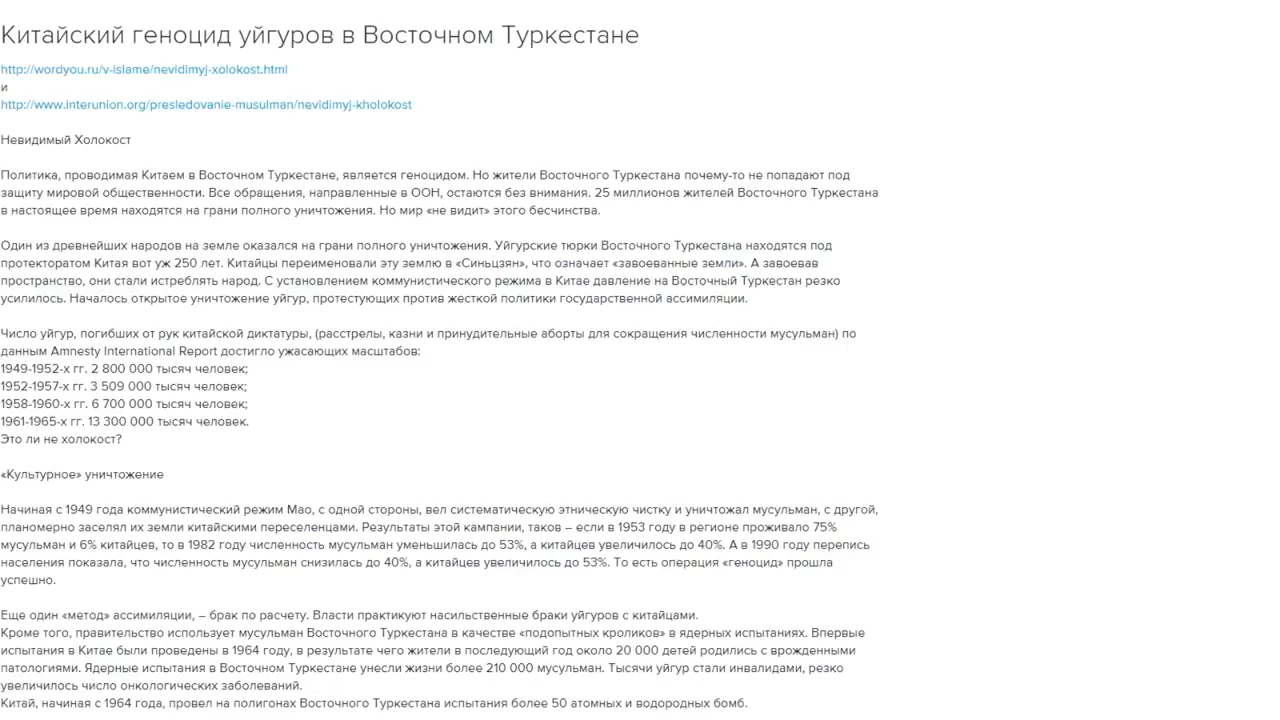 Китайский геноцид уйгуров в Восточном Туркестане
http://wordyou.ru/v-islame/nevidimyj-xolokost.html
и
http://www.interunion.org/presledovanie-musulman/nevidimyj-kholokost
Невидимый Холокост
Политика, проводимая Китаем в Восточном Туркестане, является геноцидом. Но жители Восточного Туркестана почему-то не попадают под
защиту мировой общественности. Все обращения, направленные в ООН, остаются без внимания. 25 миллионов жителей Восточного Туркестана
в настоящее время находятся на грани полного уничтожения. Но мир «не видит» этого бесчинства.
Один из древнейших народов на земле оказался на грани полного уничтожения. Уйгурские тюрки Восточного Туркестана находятся под
протекторатом Китая вот уж 250 лет. Китайцы переименовали эту землю в «Синьцзян», что означает «завоеванные земли». А завоевав
пространство, они стали истреблять народ. С установлением коммунистического режима в Китае давление на Восточный Туркестан резко
усилилось. Началось открытое уничтожение уйгур, протестующих против жесткой политики государственной ассимиляции.
Число уйгур, погибших от рук китайской диктатуры, (расстрелы, казни и принудительные аборты для сокращения численности мусульман) по
данным Amnesty International Report достигло ужасающих масштабов:
1949-1952-х гг. 2 800 000 тысяч человек;
1952-1957-х гг. 3 509 000 тысяч человек;
1958-1960-х гг. 6 700 000 тысяч человек;
1961-1965-х гг. 13 300 000 тысяч человек.
Это ли не холокост?
«Культурное» уничтожение
Начиная с 1949 года коммунистический режим Мао, с одной стороны, вел систематическую этническую чистку и уничтожал мусульман, с другой,
планомерно заселял их земли китайскими переселенцами. Результаты этой кампании, таков – если в 1953 году в регионе проживало 75%
мусульман и 6% китайцев, то в 1982 году численность мусульман уменьшилась до 53%, а китайцев увеличилось до 40%. А в 1990 году перепись
населения показала, что численность мусульман снизилась до 40%, а китайцев увеличилось до 53%. То есть операция «геноцид» прошла
успешно.
Еще один «метод» ассимиляции, – брак по расчету. Власти практикуют насильственные браки уйгуров с китайцами.
Кроме того, правительство использует мусульман Восточного Туркестана в качестве «подопытных кроликов» в ядерных испытаниях. Впервые
испытания в Китае были проведены в 1964 году, в результате чего жители в последующий год около 20 000 детей родились с врожденными
патологиями. Ядерные испытания в Восточном Туркестане унесли жизни более 210 000 мусульман. Тысячи уйгур стали инвалидами, резко
увеличилось число онкологических заболеваний.
Китай, начиная с 1964 года, провел на полигонах Восточного Туркестана испытания более 50 атомных и водородных бомб.